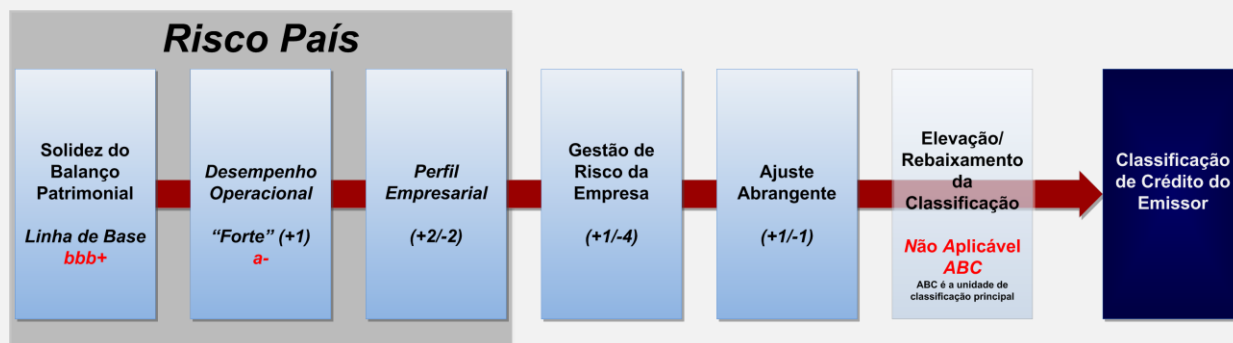 Risco País
Solidez do
Balanço
Patrimonial
Linha de Base
bbb+
Desempenho
Operacional
“Forte” (+1)
a-
Perfil
Empresarial
(+2/-2)
Gestão de
Risco da
Empresa
(+1/-4)
Ajuste
Abrangente
(+1/-1)
Elevação/
Rebaixamento
da
Classificação
Não Aplicável
ABC
ABC é a unidade de
classificação principal
Classificação
de Crédito do
Emissor